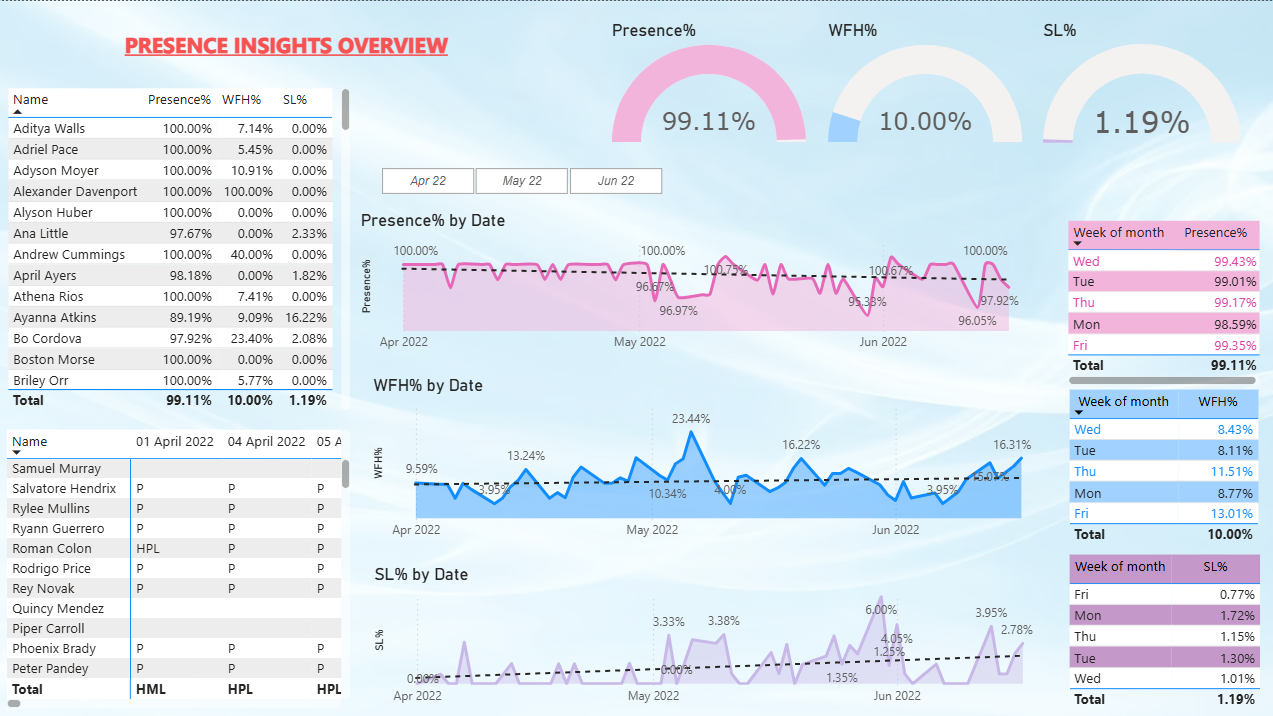 PRESENCE INSIGHTS OVERVIEW
Presence%
99.11%
WFH%
10.00%
SL%
1.19%
Name Presence% WFH% SL%
Aditya Walls 100.00% 7.14% 0.00%
Adriel Pace 100.00% 5.45% 0.00%
Adyson Moyer 100.00% 10.91% 0.00%
Alexander Davenport 100.00% 100.00% 0.00%
Alyson Huber 100.00% 0.00% 0.00%
Ana Little 97.67% 0.00% 2.33%
Andrew Cummings 100.00% 40.00% 0.00%
April Ayers 98.18% 0.00% 1.82%
Athena Rios 100.00% 7.41% 0.00%
Ayanna Atkins 89.19% 9.09% 16.22%
Bo Cordova 97.92% 23.40% 2.08%
Boston Morse 100.00% 0.00% 0.00%
Briley Orr 100.00% 5.77% 0.00%
Total 99.11% 10.00% 1.19%
Name 01 April 2022 04 April 2022 05 A
Samuel Murray
Salvatore Hendrix P P P
Rylee Mullins P P P
Ryann Guerrero P P P
Roman Colon HPL P P
Rodrigo Price P P P
Rey Novak P P P
Quincy Mendez
Piper Carroll
Phoenix Brady P P P
Peter Pandey P P P
Total HML HPL HPL
Apr 22 May 22 Jun 22
Presence% by Date
Presence%
100.00% 100.00% 100.00%
100.75% 100.67%
96.67% 95.33% 97.92%
96.97% 96.05%
Apr 2022 May 2022 Jun 2022
WFH% by Date
WFH%
23.44%
9.59% 13.24% 16.22% 16.31%
3.95% 10.34% 4.00% 3.95% 15.07%
Apr 2022 May 2022 Jun 2022
SL% by Date
SL%
3.33% 3.38% 6.00% 3.95%
4.05% 2.78%
0.00% 0.00% 1.25%
1.35%
Apr 2022 May 2022 Jun 2022
Week of month Presence%
Wed 99.43%
Tue 99.01%
Thu 99.17%
Mon 98.59%
Fri 99.35%
Total 99.11%
Week of month WFH%
Wed 8.43%
Tue 8.11%
Thu 11.51%
Mon 8.77%
Fri 13.01%
Total 10.00%
Week of month SL%
Fri 0.77%
Mon 1.72%
Thu 1.15%
Tue 1.30%
Wed 1.01%
Total 1.19%